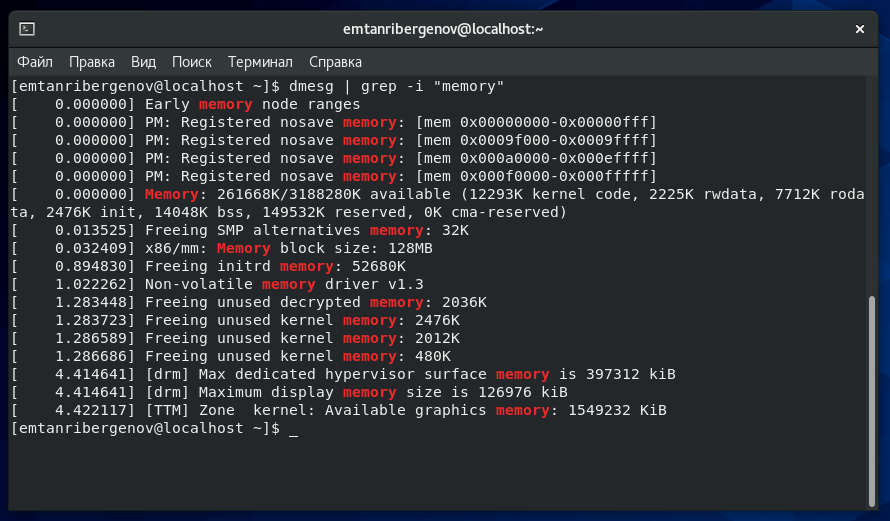 emtanribergenov@localhost:~
Файл Правка Вид Поиск Терминал Справка
[emtanribergenov@localhost ~]$ dmesg | grep -i "memory"
[    0.000000] Early memory node ranges
[    0.000000] PM: Registered nosave memory: [mem 0x00000000-0x00000fff]
[    0.000000] PM: Registered nosave memory: [mem 0x0009f000-0x0009ffff]
[    0.000000] PM: Registered nosave memory: [mem 0x000a0000-0x000effff]
[    0.000000] PM: Registered nosave memory: [mem 0x000f0000-0x000fffff]
[    0.000000] Memory: 261668K/3188280K available (12293K kernel code, 2225K rwdata, 7712K roda
ta, 2476K init, 14048K bss, 149532K reserved, 0K cma-reserved)
[    0.013525] Freeing SMP alternatives memory: 32K
[    0.032409] x86/mm: Memory block size: 128MB
[    0.894830] Freeing initrd memory: 52680K
[    1.022262] Non-volatile memory driver v1.3
[    1.283448] Freeing unused decrypted memory: 2036K
[    1.283723] Freeing unused kernel memory: 2476K
[    1.286589] Freeing unused kernel memory: 2012K
[    1.286686] Freeing unused kernel memory: 480K
[    4.414641] [drm] Max dedicated hypervisor surface memory is 397312 kiB
[    4.414641] [drm] Maximum display memory size is 126976 kiB
[    4.422117] [TTM] Zone  kernel: Available graphics memory: 1549232 KiB
[emtanribergenov@localhost ~]$ _